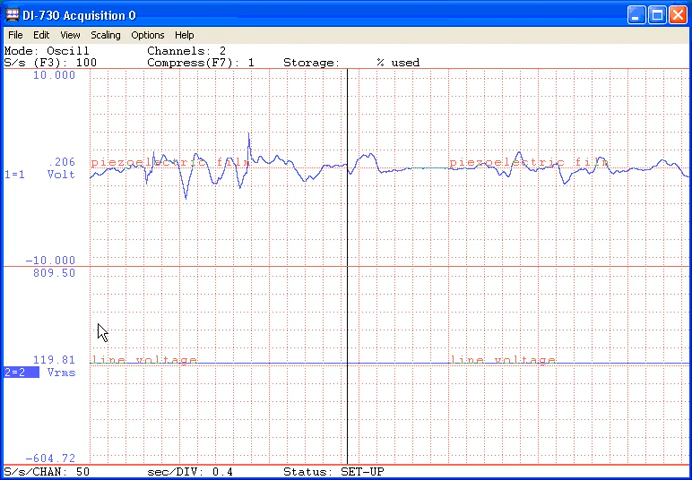 DI-730 Acquisition 0
File Edit View Scaling Options Help
Mode: Oscill Channels: 2
S/s (F3): 100 Compress(F7): 1 Storage: % used
10.000
piezoelectric film piezoelectric film
.206
1=1 Volt
-10.000
809.50
119.81
line voltage line voltage
2=2 Vrms
-604.72
S/s/CHAN: 50 sec/DIV: 0.4 Status: SET-UP